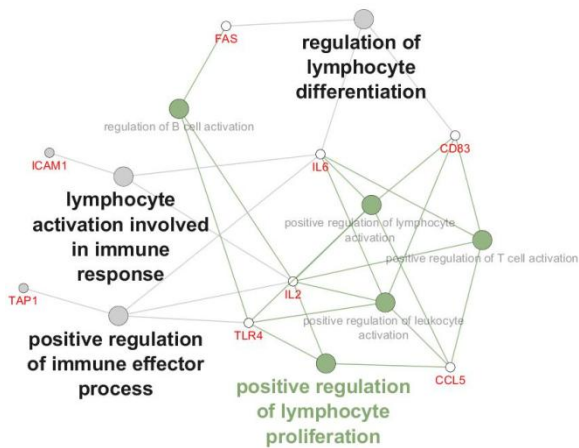 FAS
regulation of
lymphocyte
differentiation
regulation of B cell activation
CD83
IL6
ICAM1
lymphocyte
activation involved
in immune
response
positive regulation of lymphocyte
activation
positive regulation of T cell activation
IL2
TAP1
positive regulation
of immune effector
process
TLR4
positive regulation of leukocyte
activation
CCL5
positive regulation
of lymphocyte
proliferation